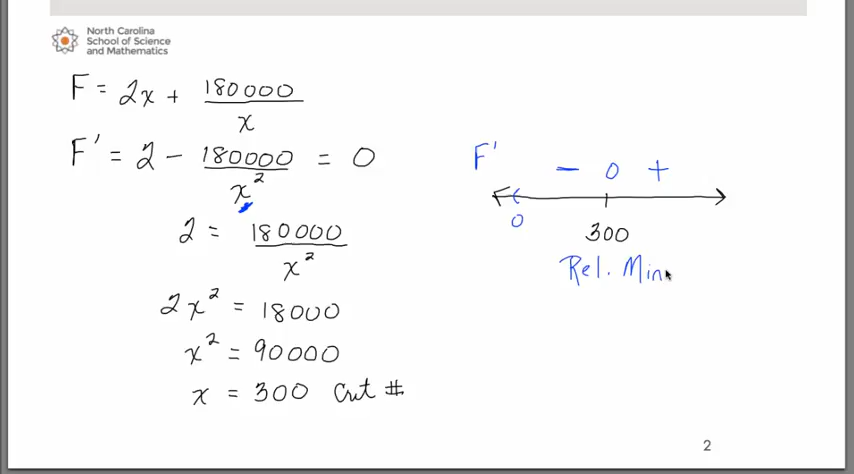 North Carolina
School of Science
and Mathematics
F = 2x + 180000/x
F' = 2 - 180000/x² = 0
2 = 180000/x²
2x² = 18000
x² = 90000
x = 300 Crit #
F' - 0 +
0 300
Rel. Min
2